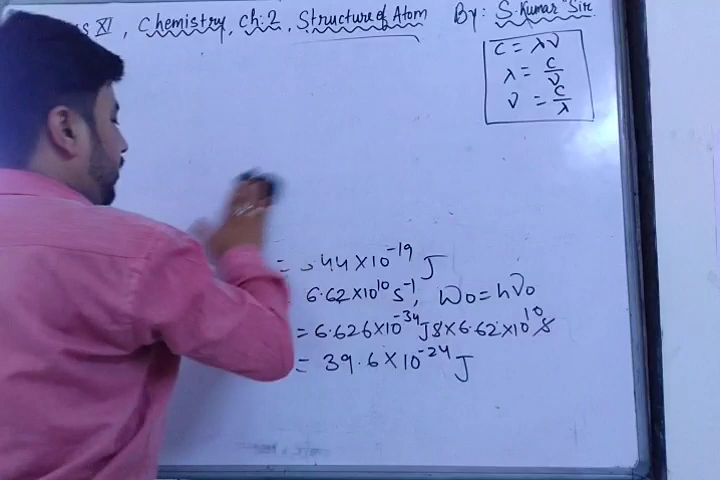 XI, Chemistry, Ch:2, Structure of Atom By: S.Kumar "Sir"
C = λν
λ = C/ν
ν = C/λ
= 44×10⁻¹⁹ J
6.62×10¹⁰ s⁻¹, W₀=hν₀
= 6.626×10⁻³⁴ J s×6.62×10¹⁰ s
= 39.6×10⁻²⁴ J